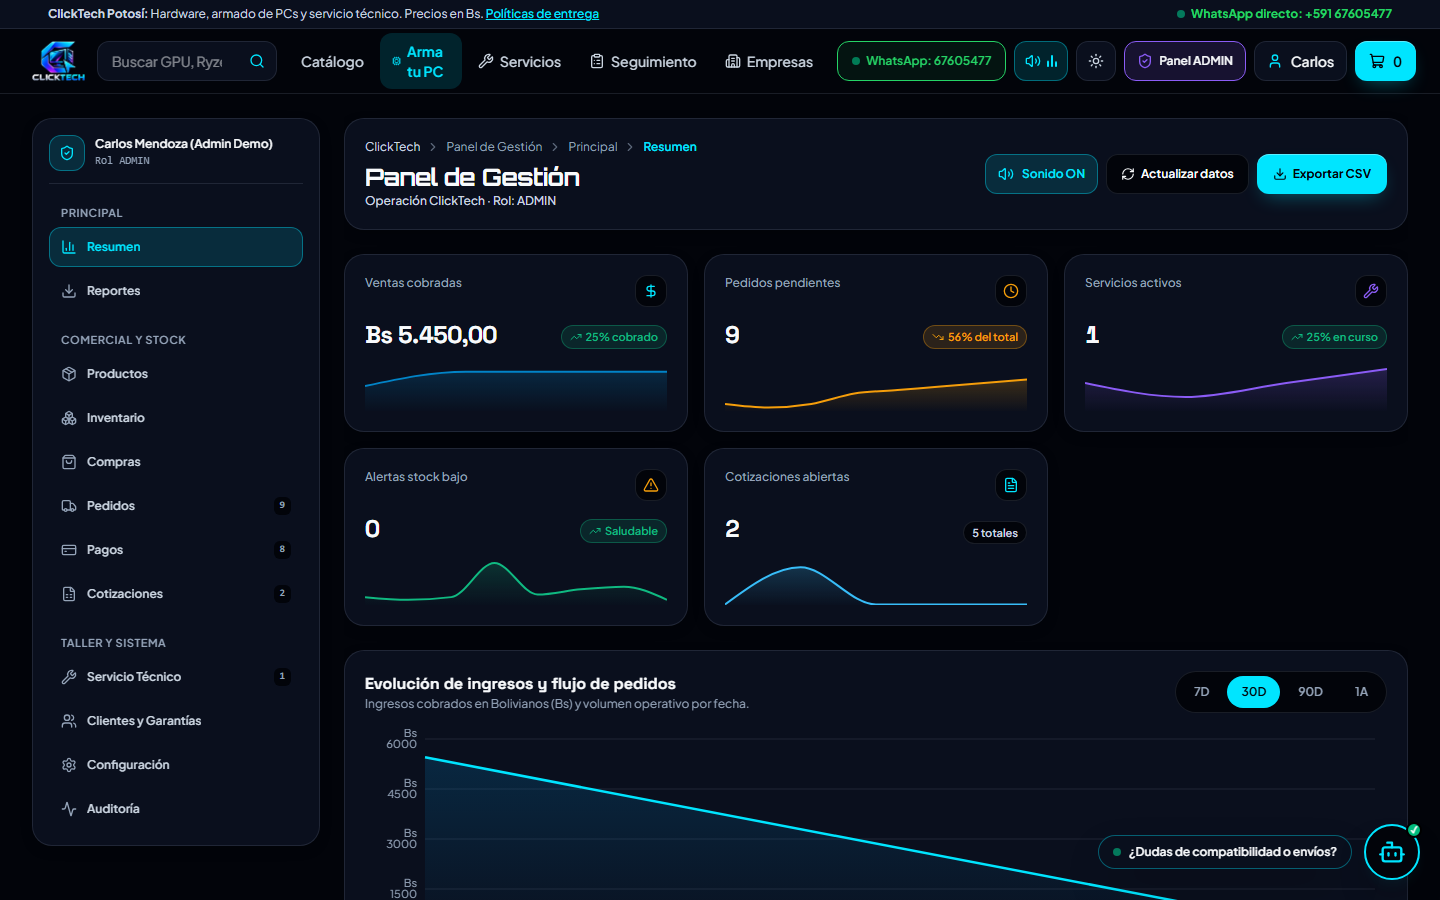 ClickTech Potosí: Hardware, armado de PCs y servicio técnico. Precios en Bs. Políticas de entrega
WhatsApp directo: +591 67605477
CLICKTECH
Buscar GPU, Ryze
Catálogo
Arma
tu PC
Servicios
Seguimiento
Empresas
WhatsApp: 67605477
Panel ADMIN
Carlos
0
Carlos Mendoza (Admin Demo)
Rol ADMIN
PRINCIPAL
Resumen
Reportes
COMERCIAL Y STOCK
Productos
Inventario
Compras
Pedidos 9
Pagos 8
Cotizaciones 2
TALLER Y SISTEMA
Servicio Técnico 1
Clientes y Garantías
Configuración
Auditoría
ClickTech > Panel de Gestión > Principal > Resumen
Panel de Gestión
Operación ClickTech · Rol: ADMIN
Sonido ON
Actualizar datos
Exportar CSV
Ventas cobradas
Bs 5.450,00
25% cobrado
Pedidos pendientes
9
56% del total
Servicios activos
1
25% en curso
Alertas stock bajo
0
Saludable
Cotizaciones abiertas
2
5 totales
Evolución de ingresos y flujo de pedidos
Ingresos cobrados en Bolivianos (Bs) y volumen operativo por fecha.
7D 30D 90D 1A
Bs
6000
Bs
4500
Bs
3000
Bs
1500
¿Dudas de compatibilidad o envíos?